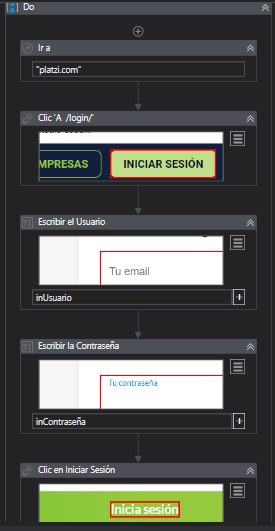 Do
Ir a
"platzi.com"
Clic 'A /login/'
MPRESAS
INICIAR SESIÓN
Escribir el Usuario
Tu email
inUsuario
Escribir la Contraseña
Tu contraseña
inContraseña
Clic en Iniciar Sesión
Inicia sesión